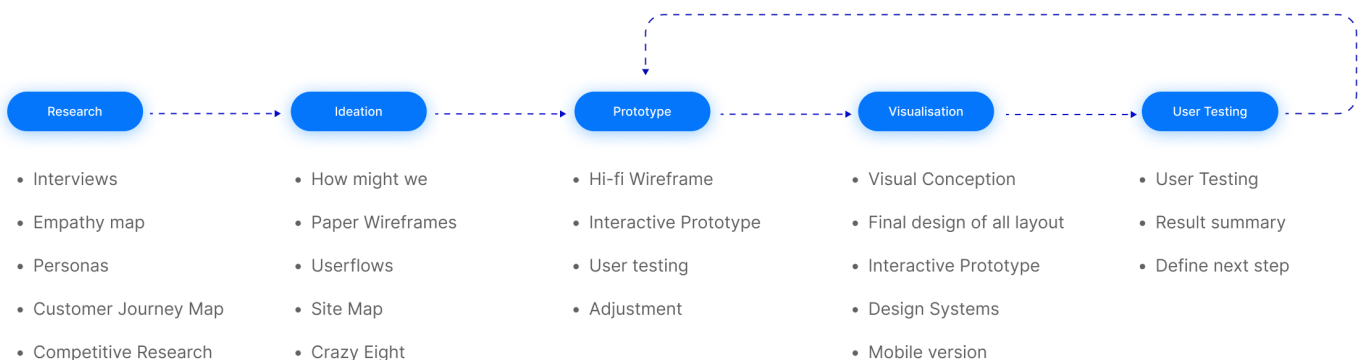 Research
Ideation
Prototype
Visualisation
User Testing
Interviews
Empathy map
Personas
Customer Journey Map
Competitive Research
How might we
Paper Wireframes
Userflows
Site Map
Crazy Eight
Hi-fi Wireframe
Interactive Prototype
User testing
Adjustment
Visual Conception
Final design of all layout
Interactive Prototype
Design Systems
Mobile version
User Testing
Result summary
Define next step